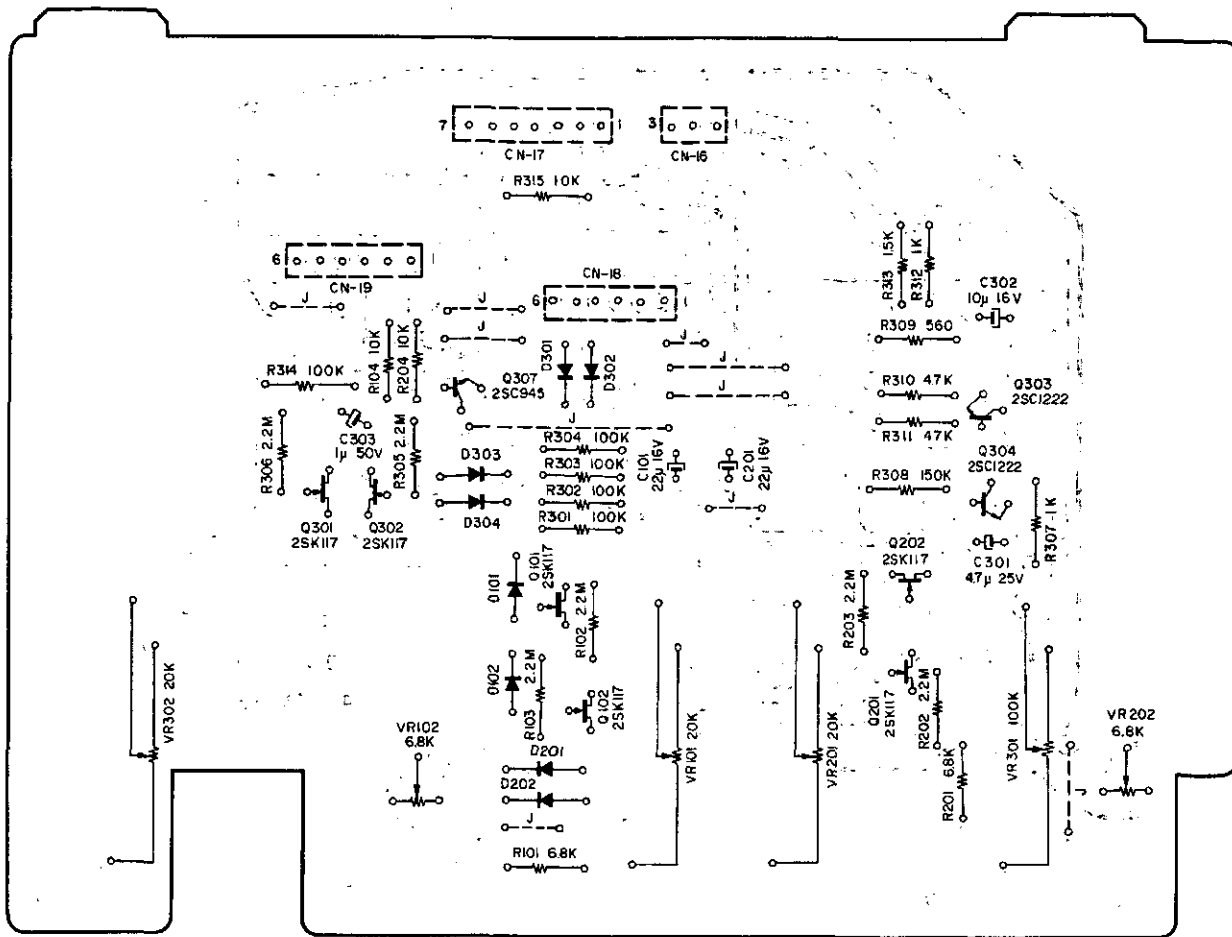 7
1
3
1
CN-17
CN-16
R315 10K
6
CN-19
J
CN-18
6
J
J
J
J
J
R313 1.5K
R312 1K
C302
10μ 16V
R309 560
R314 100K
R104 10K
R204 10K
Q307
2SC945
D301
D302
R310 4.7K
R311 47K
Q303
2SC1222
J
R306 2.2M
C303
1μ 50V
R305 2.2M
D303
D304
R304 100K
R303 100K
R302 100K
R301 100K
C101
22μ 16V
C201
22μ 16V
J
R308 150K
Q304
2SC1222
Q301
2SK117
Q302
2SK117
R307 1K
C301
4.7μ 25V
Q202
2SK117
D101
Q101
2SK117
R102 2.2M
R203 2.2M
D102
R103 2.2M
Q102
2SK117
Q201
2SK117
R202 2.2M
VR302 20K
VR102
6.8K
VR101 20K
VR201 20K
VR301 100K
VR202
6.8K
D201
D202
J
R201 6.8K
R101 6.8K